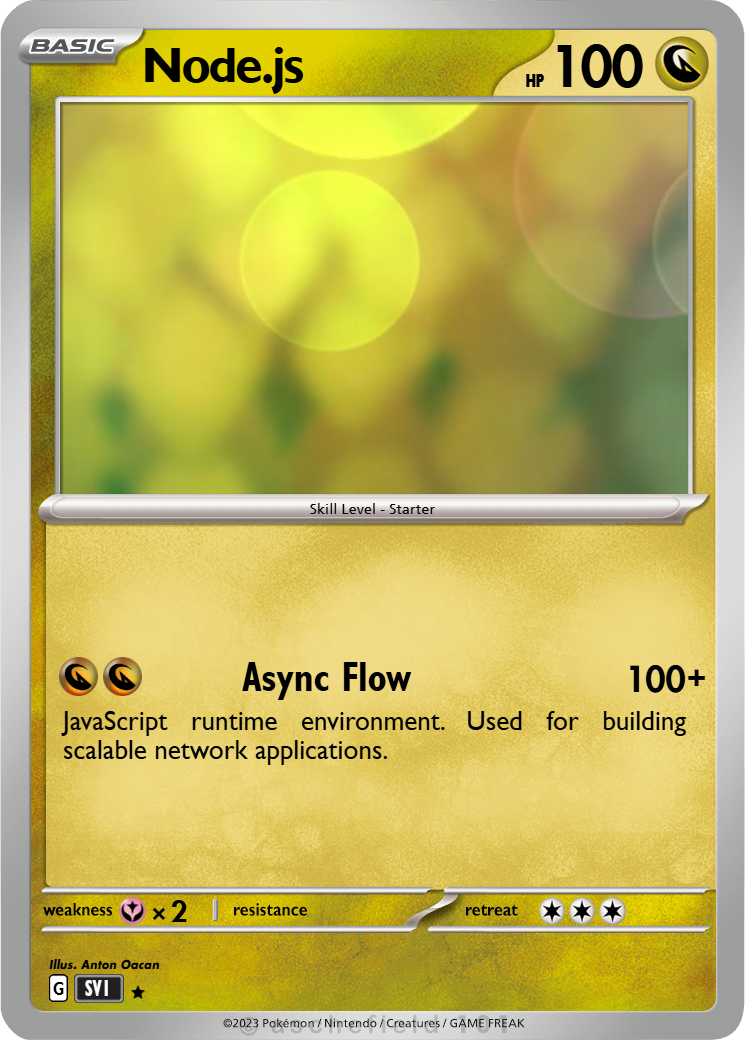 BASIC
Node.js
HP 100
Skill Level - Starter
Async Flow 100+
JavaScript runtime environment. Used for building
scalable network applications.
weakness × 2 resistance retreat
Illus. Anton Oacan
G SVI
©2023 Pokémon / Nintendo / Creatures / GAME FREAK